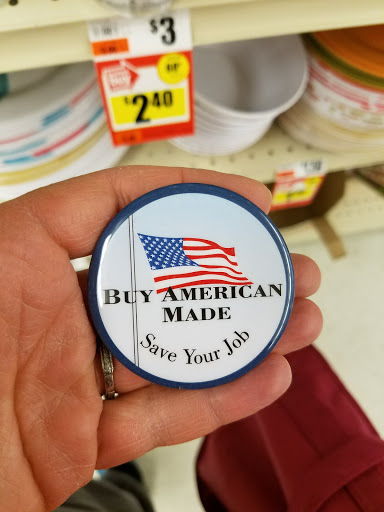 $3
$2.40
BUY AMERICAN
MADE
Save Your Job